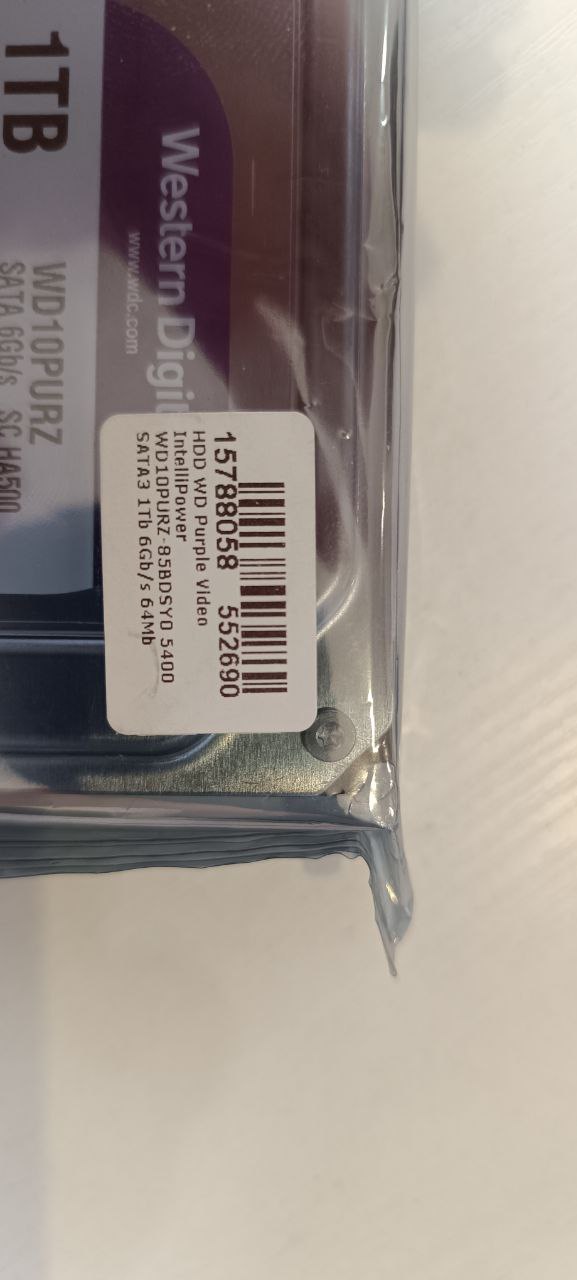 1TB
Western Digit
www.wdc.com
WD10PURZ
SATA 6Gb/s SC HA500
15788058 552690
HDD WD Purple Video
IntelliPower
WD10PURZ-85BDSY0 5400
SATA3 1Tb 6Gb/s 64Mb